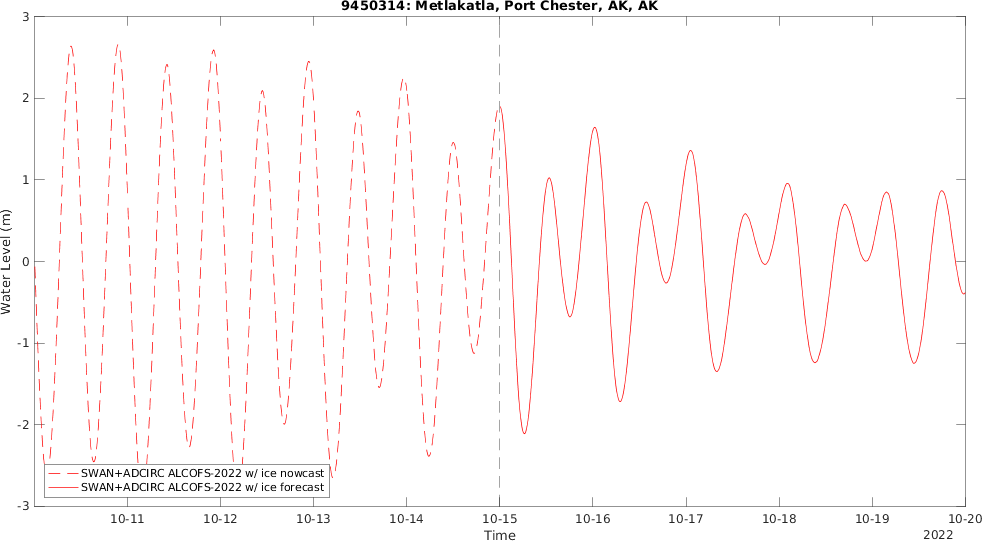 9450314: Metlakatla, Port Chester, AK, AK
3
2
1
0
-1
-2
-3
Water Level (m)
SWAN+ADCIRC ALCOFS-2022 w/ ice nowcast
SWAN+ADCIRC ALCOFS-2022 w/ ice forecast
10-11 10-12 10-13 10-14 10-15 10-16 10-17 10-18 10-19 10-20
Time
2022